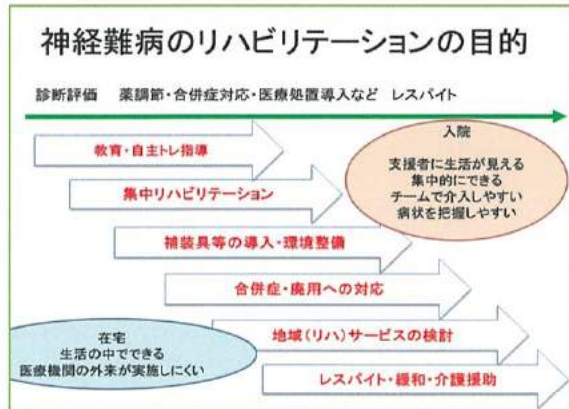 神経難病のリハビリテーションの目的
診断評価　薬調節・合併症対応・医療処置導入など　レスパイト
教育・自主トレ指導
集中リハビリテーション
補装具等の導入・環境整備
合併症・廃用への対応
地域(リハ)サービスの検討
レスパイト・緩和・介護援助
入院
支援者に生活が見える
集中的にできる
チームで介入しやすい
病状を把握しやすい
在宅
生活の中でできる
医療機関の外来が実施しにくい